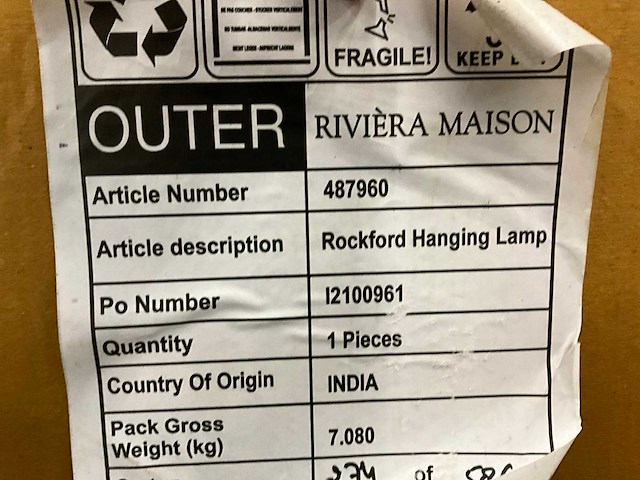 FRAGILE!
KEEP
OUTER
RIVIÈRA MAISON
Article Number 487960
Article description Rockford Hanging Lamp
Po Number I2100961
Quantity 1 Pieces
Country Of Origin INDIA
Pack Gross
Weight (kg) 7.080
of